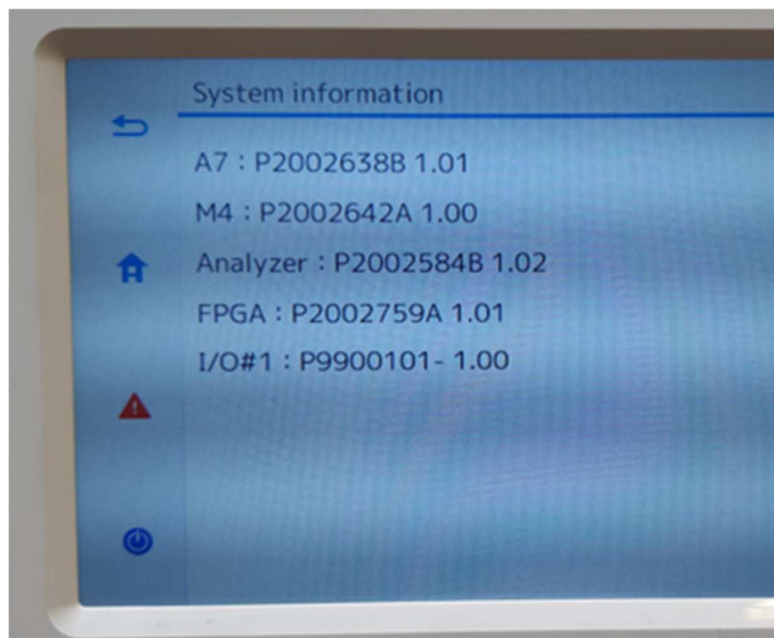 System information
A7 : P2002638B 1.01
M4 : P2002642A 1.00
Analyzer : P2002584B 1.02
FPGA : P2002759A 1.01
I/O#1 : P9900101- 1.00